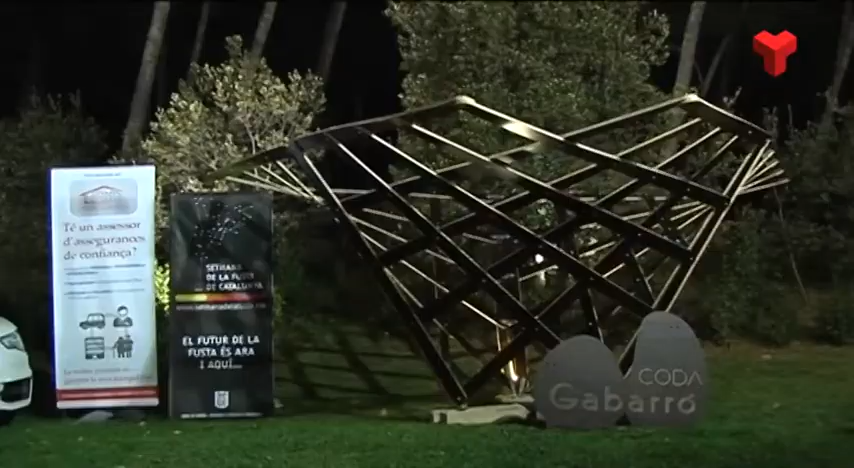 Té un assessor
d'assegurances
de confiança?
SETMANA
DE LA FUSTA
DE CATALUNYA
EL FUTUR DE LA
FUSTA ÉS ARA
I AQUÍ...
Gabarró
CODA